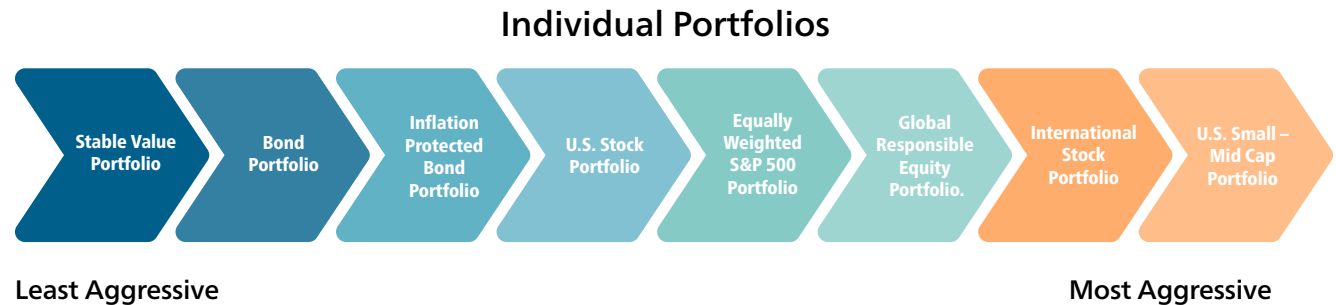 Individual Portfolios
Stable Value
Portfolio
Bond
Portfolio
Inflation
Protected
Bond
Portfolio
U.S. Stock
Portfolio
Equally
Weighted
S&P 500
Portfolio
Global
Responsible
Equity
Portfolio.
International
Stock
Portfolio
U.S. Small –
Mid Cap
Portfolio
Least Aggressive
Most Aggressive